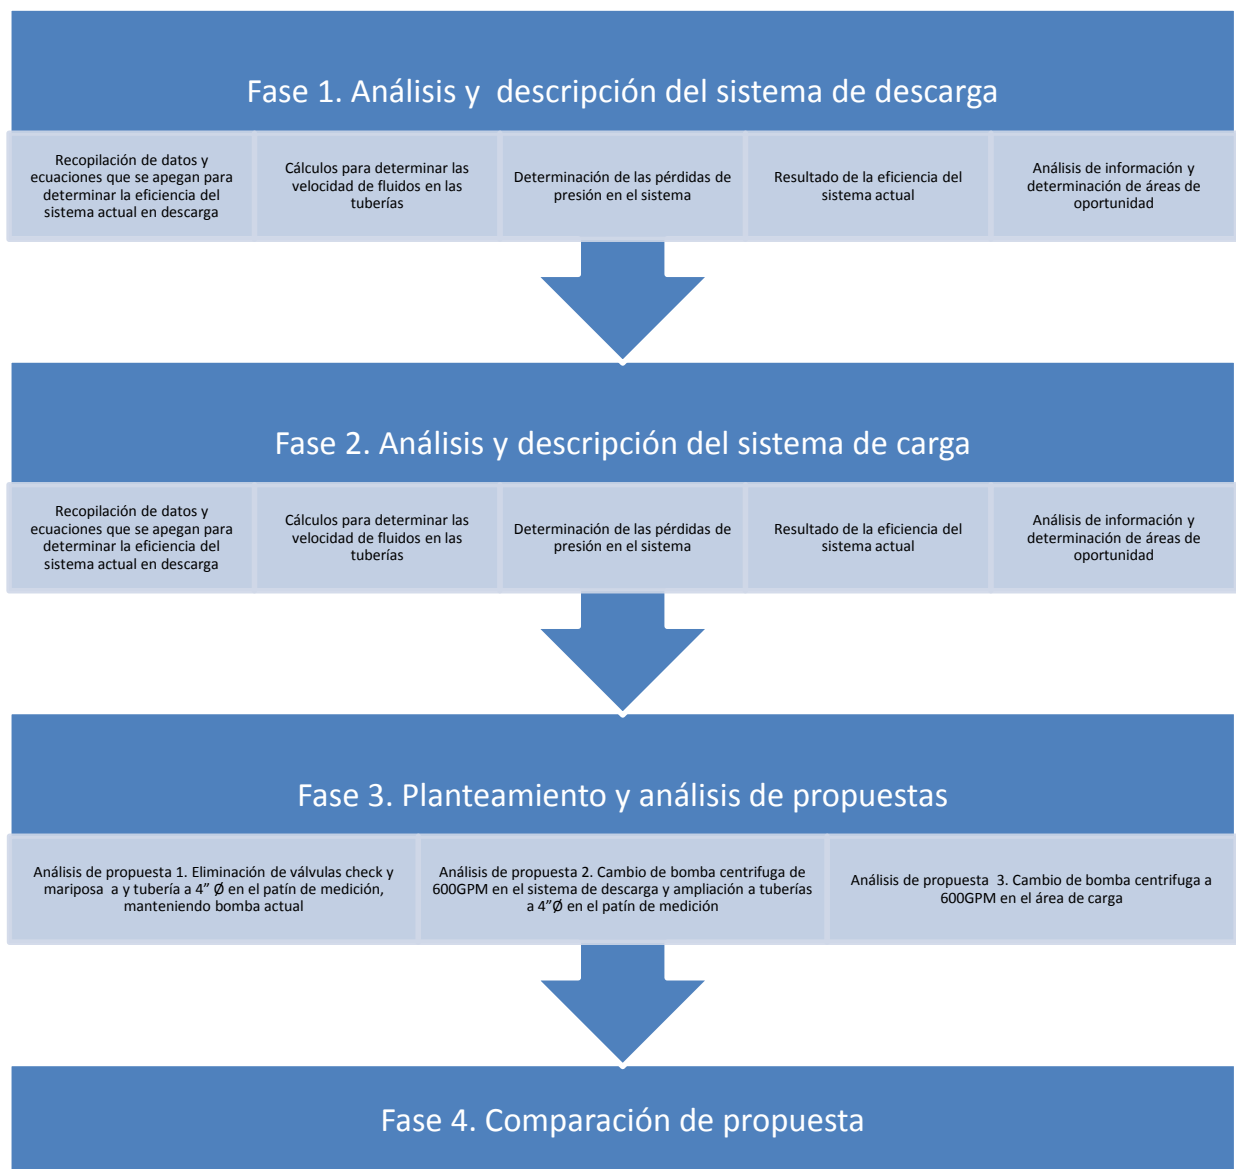 Fase 1. Análisis y  descripción del sistema de descarga
Recopilación de datos y
ecuaciones que se apegan para
determinar la eficiencia del
sistema actual en descarga
Cálculos para determinar las
velocidad de fluidos en las
tuberías
Determinación de las pérdidas de
presión en el sistema
Resultado de la eficiencia del
sistema actual
Análisis de información y
determinación de áreas de
oportunidad
Fase 2. Análisis y descripción del sistema de carga
Recopilación de datos y
ecuaciones que se apegan para
determinar la eficiencia del
sistema actual en descarga
Cálculos para determinar las
velocidad de fluidos en las
tuberías
Determinación de las pérdidas de
presión en el sistema
Resultado de la eficiencia del
sistema actual
Análisis de información y
determinación de áreas de
oportunidad
Fase 3. Planteamiento y análisis de propuestas
Análisis de propuesta 1. Eliminación de válvulas check y
mariposa  a y tubería a 4” Ø en el patín de medición,
manteniendo bomba actual
Análisis de propuesta 2. Cambio de bomba centrifuga de
600GPM en el sistema de descarga y ampliación a tuberías
a 4”Ø en el patín de medición
Análisis de propuesta  3. Cambio de bomba centrifuga a
600GPM en el área de carga
Fase 4. Comparación de propuesta